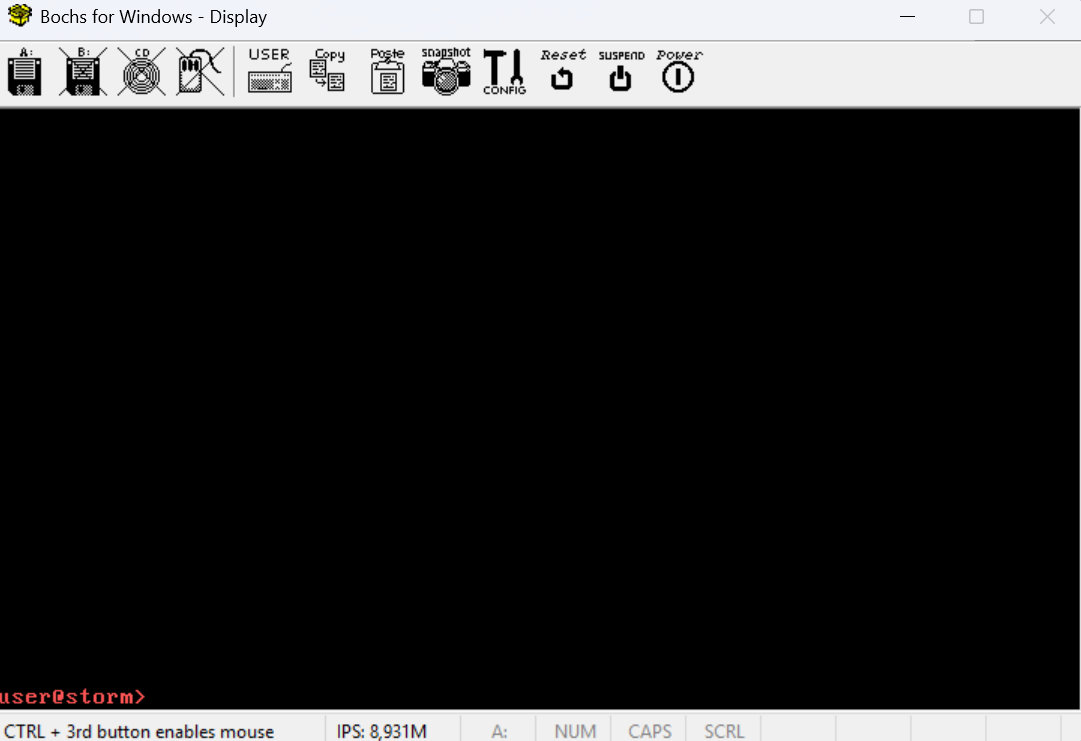 Bochs for Windows - Display
A: B: CD USER Copy Paste snapshot Reset SUSPEND Power
CONFIG
user@storm>
CTRL + 3rd button enables mouse IPS: 8,931M A: NUM CAPS SCRL